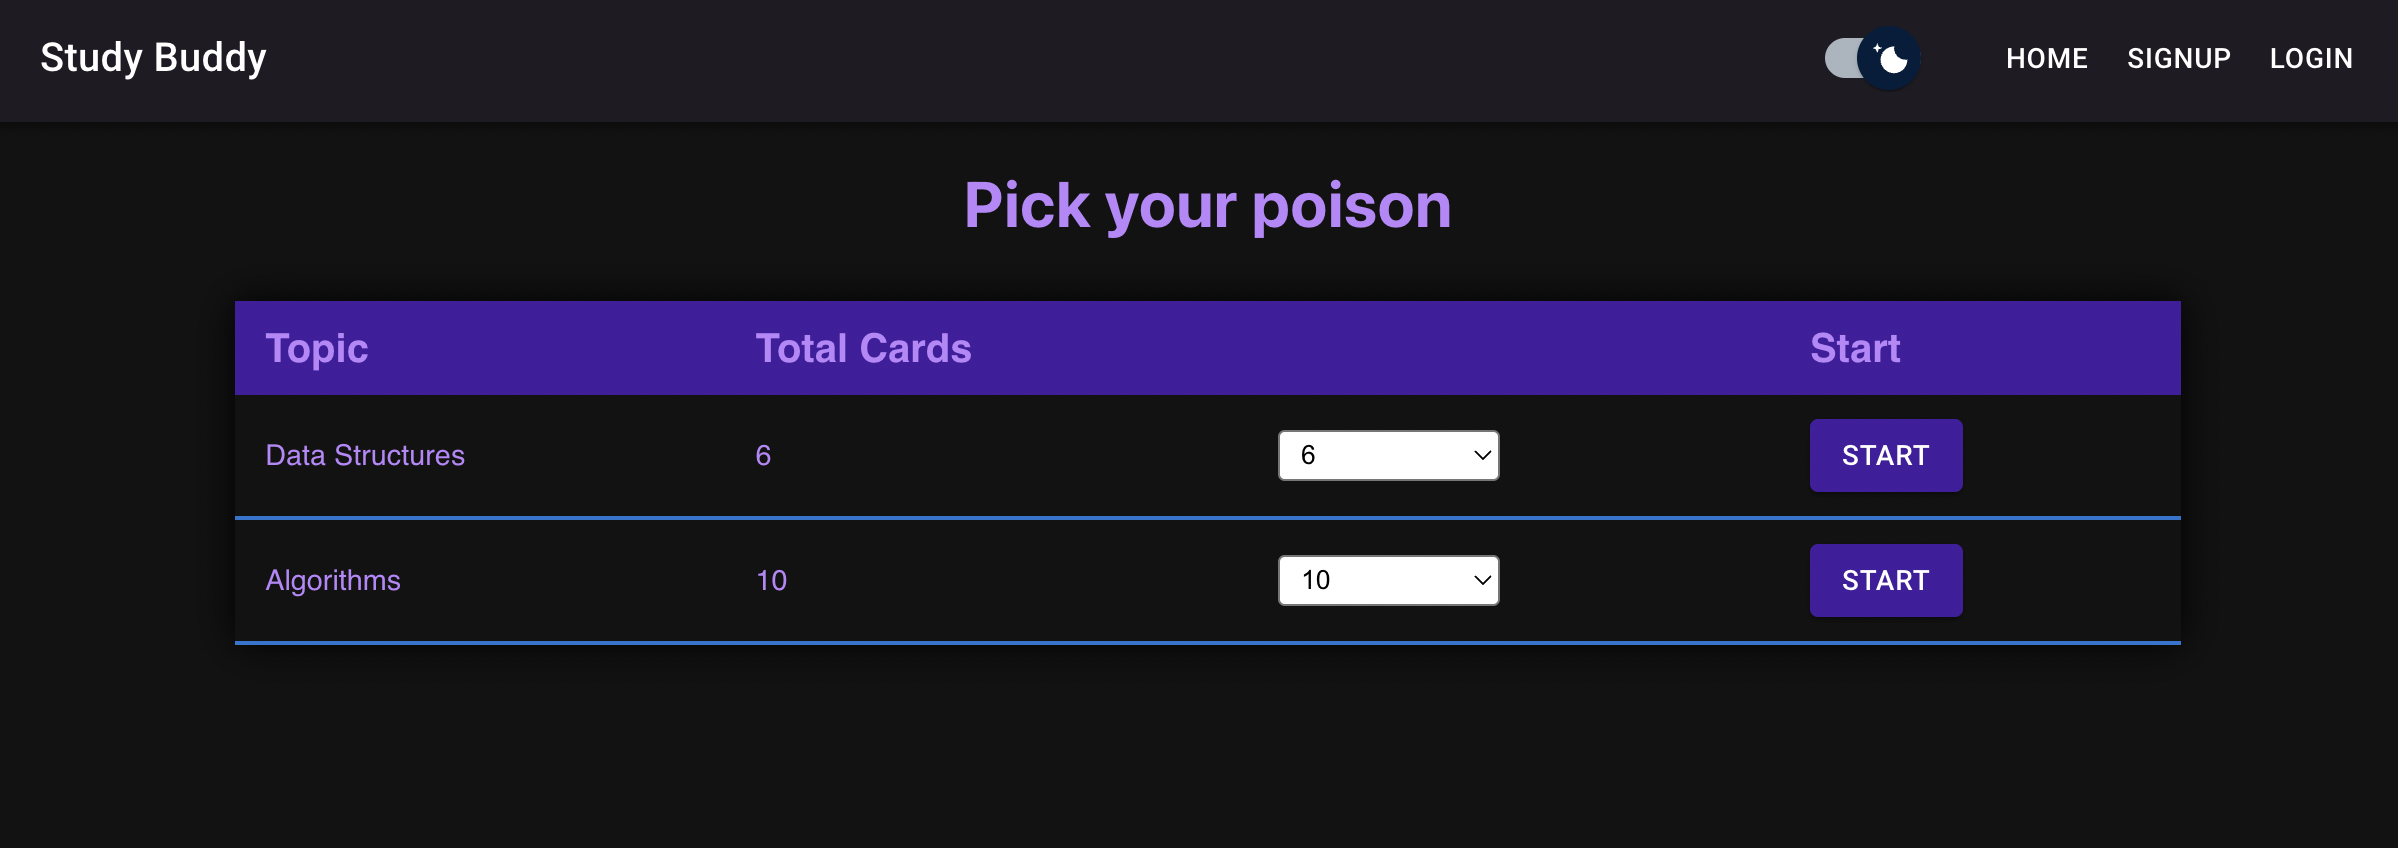 Study Buddy HOME SIGNUP LOGIN
Pick your poison
Topic Total Cards Start
Data Structures 6 6 START
Algorithms 10 10 START